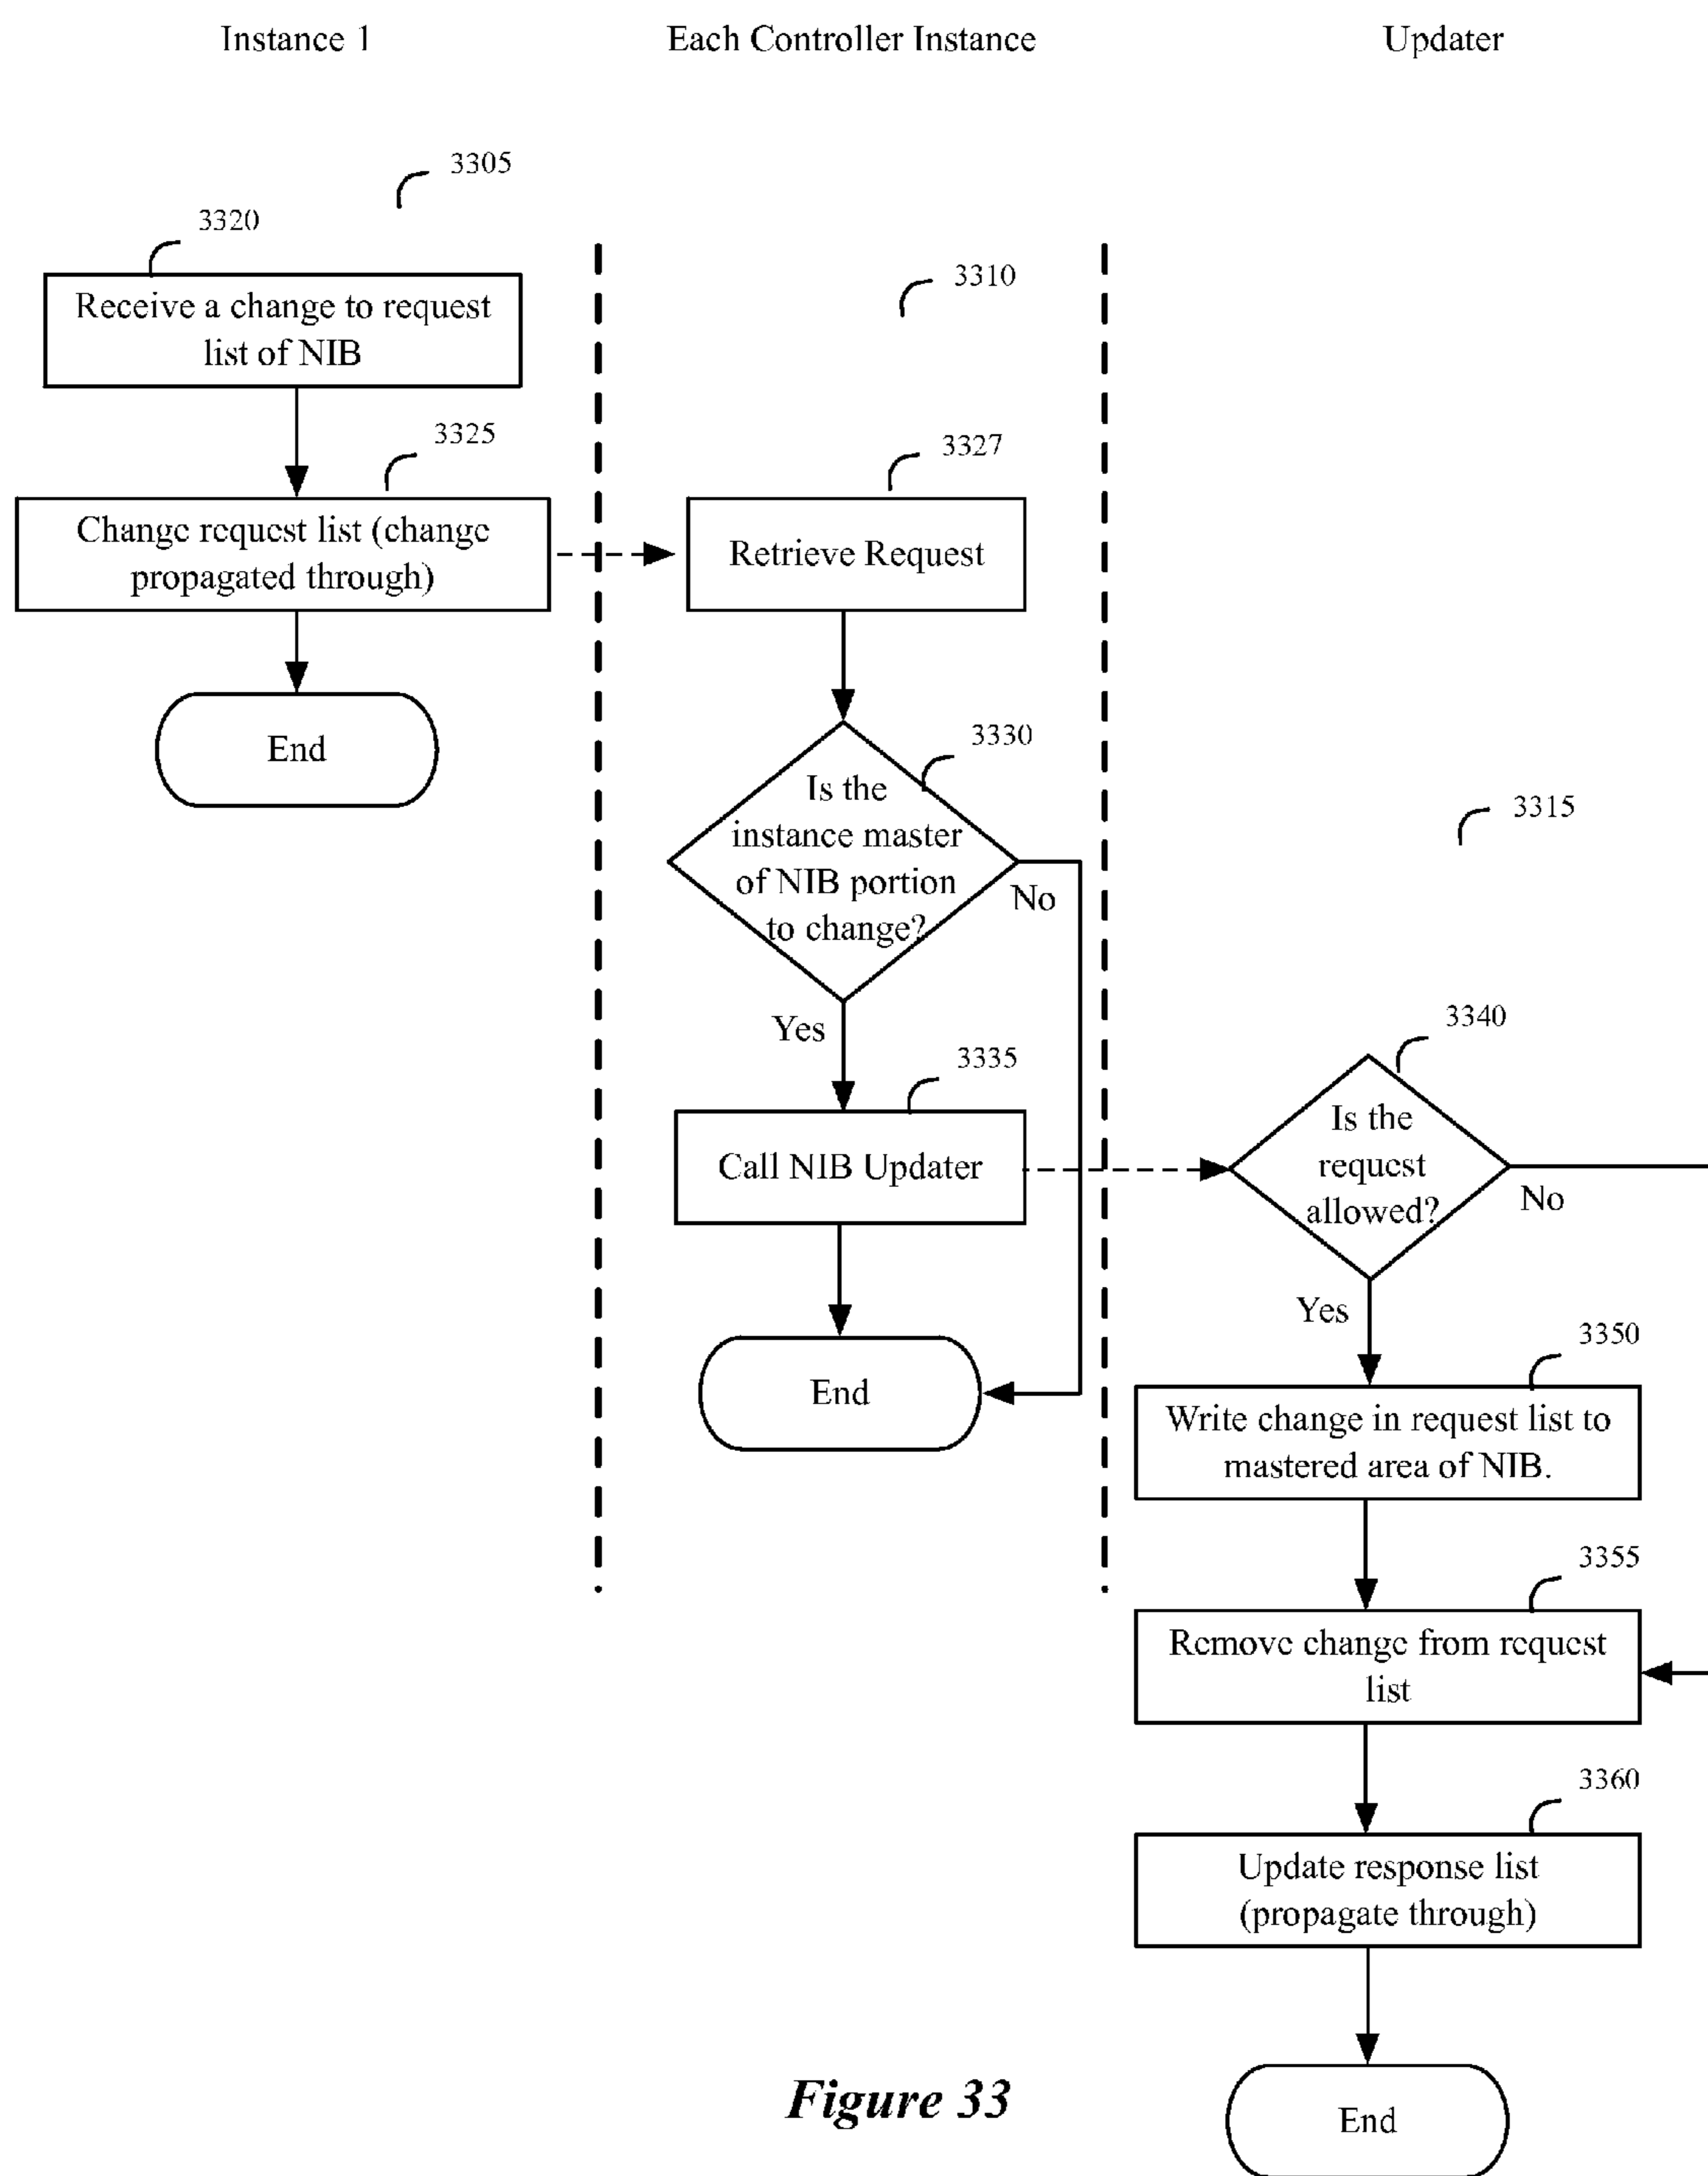 Instance 1
Each Controller Instance
Updater
3305
3320
Receive a change to request
list of NIB
3325
Change request list (change
propagated through)
End
3310
3327
Retrieve Request
3330
Is the
instance master
of NIB portion
to change?
No
Yes
3335
Call NIB Updater
End
3315
3340
Is the
request
allowed?
No
Yes
3350
Write change in request list to
mastered area of NIB.
3355
Remove change from request
list
3360
Update response list
(propagate through)
End
Figure 33